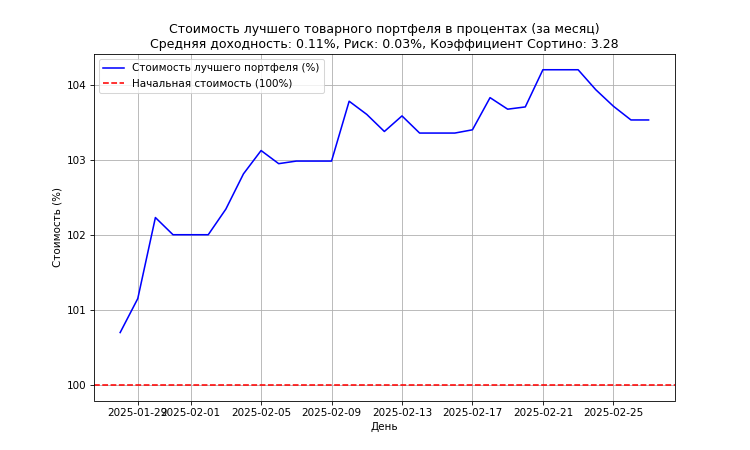 Стоимость лучшего товарного портфеля в процентах (за месяц)
Средняя доходность: 0.11%, Риск: 0.03%, Коэффициент Сортино: 3.28
Стоимость лучшего портфеля (%)
Начальная стоимость (100%)
Стоимость (%)
104
103
102
101
100
2025-01-29
2025-02-01
2025-02-05
2025-02-09
2025-02-13
2025-02-17
2025-02-21
2025-02-25
День